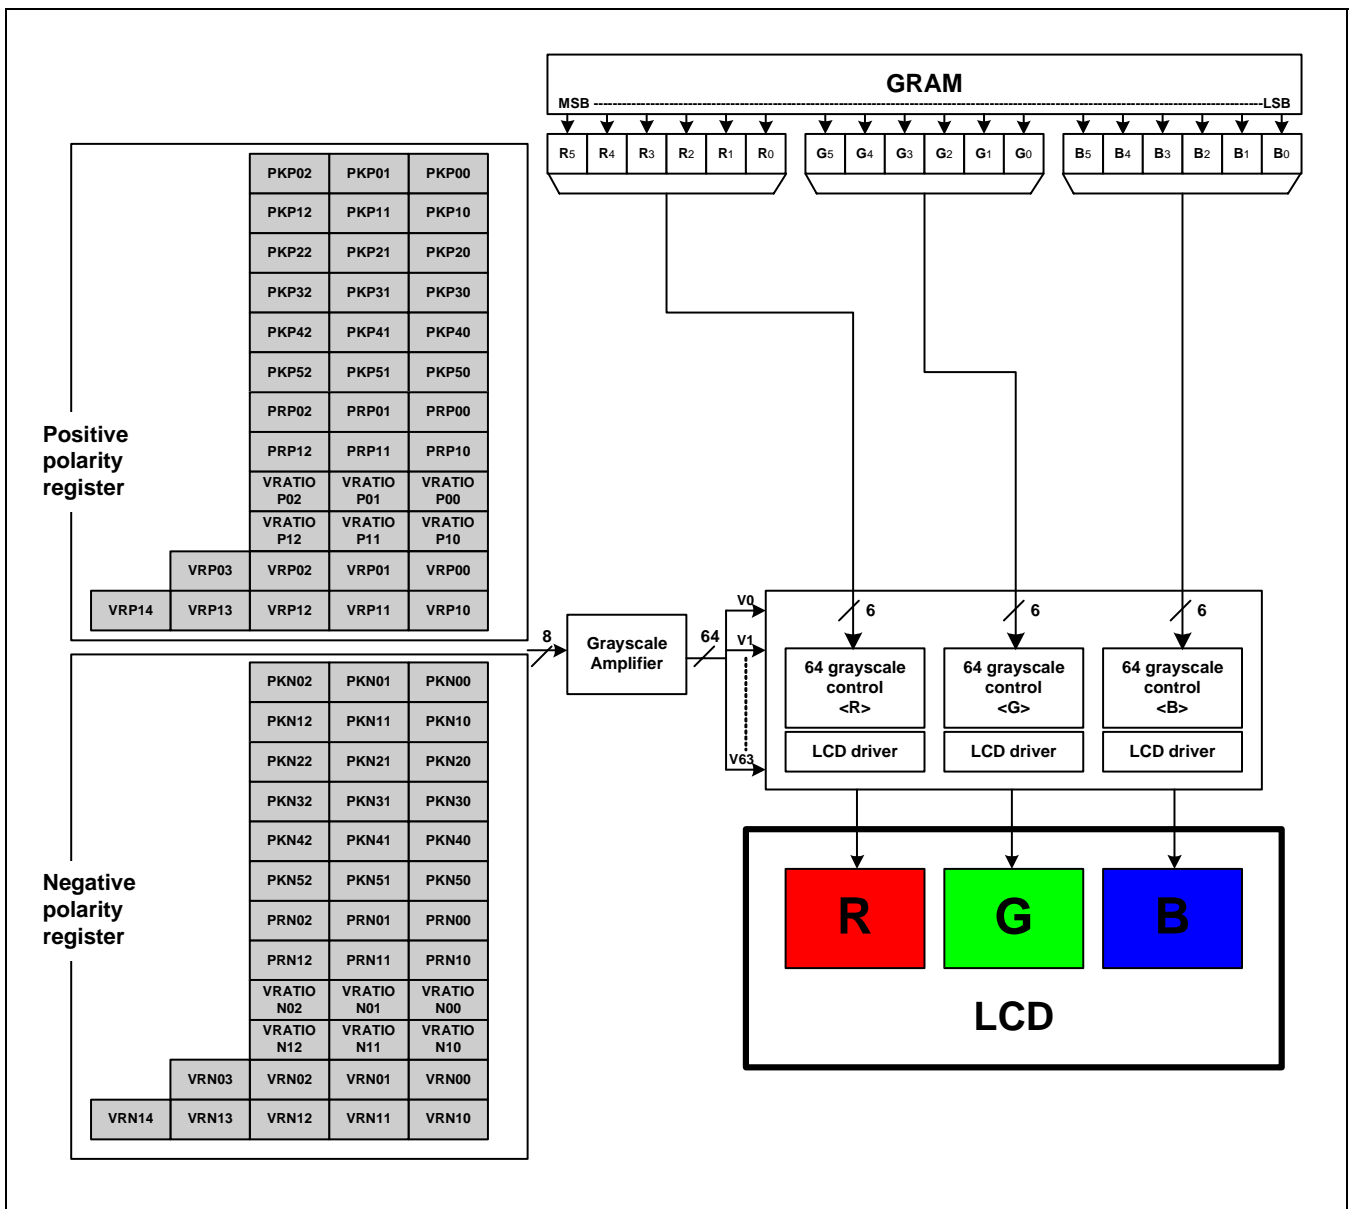 GRAM
MSB LSB
R5 R4 R3 R2 R1 R0 G5 G4 G3 G2 G1 G0 B5 B4 B3 B2 B1 B0
Positive
polarity
register
PKP02 PKP01 PKP00
PKP12 PKP11 PKP10
PKP22 PKP21 PKP20
PKP32 PKP31 PKP30
PKP42 PKP41 PKP40
PKP52 PKP51 PKP50
PRP02 PRP01 PRP00
PRP12 PRP11 PRP10
VRATIO VRATIO VRATIO
P02 P01 P00
VRATIO VRATIO VRATIO
P12 P11 P10
VRP03 VRP02 VRP01 VRP00
VRP14 VRP13 VRP12 VRP11 VRP10
Negative
polarity
register
PKN02 PKN01 PKN00
PKN12 PKN11 PKN10
PKN22 PKN21 PKN20
PKN32 PKN31 PKN30
PKN42 PKN41 PKN40
PKN52 PKN51 PKN50
PRN02 PRN01 PRN00
PRN12 PRN11 PRN10
VRATIO VRATIO VRATIO
N02 N01 N00
VRATIO VRATIO VRATIO
N12 N11 N10
VRN03 VRN02 VRN01 VRN00
VRN14 VRN13 VRN12 VRN11 VRN10
8
Grayscale
Amplifier
64
V0
V1
V63
6 6 6
64 grayscale
control
<R>
LCD driver
64 grayscale
control
<G>
LCD driver
64 grayscale
control
<B>
LCD driver
R G B
LCD